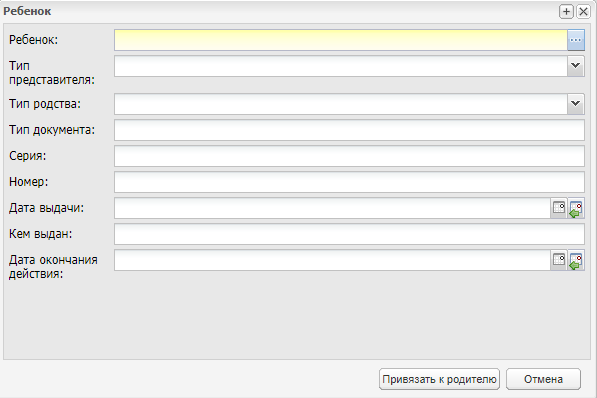 Ребенок
Ребенок:
Тип
представителя:
Тип родства:
Тип документа:
Серия:
Номер:
Дата выдачи:
Кем выдан:
Дата окончания
действия:
Привязать к родителю Отмена